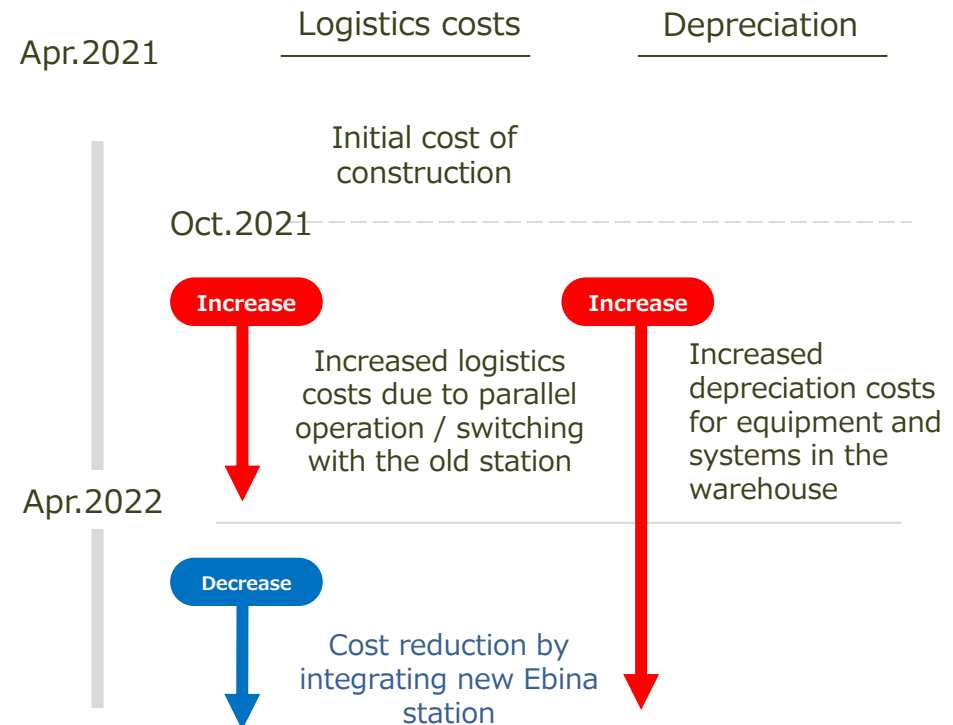 Logistics costs
Depreciation
Apr.2021
Initial cost of
construction
Oct.2021
Increase
Increase
Increased logistics
costs due to parallel
operation / switching
with the old station
Increased
depreciation costs
for equipment and
systems in the
warehouse
Apr.2022
Decrease
Cost reduction by
integrating new Ebina
station